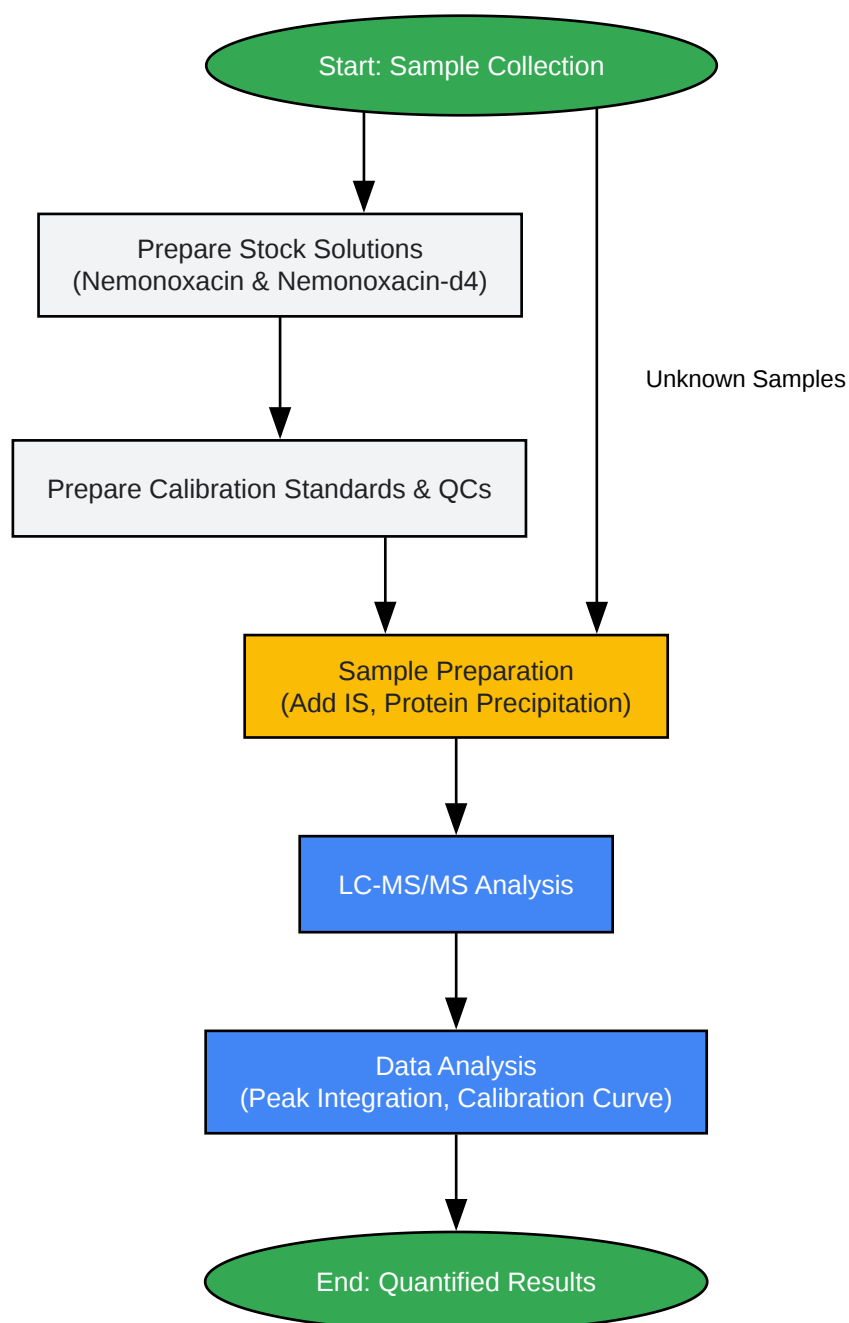 Start: Sample Collection
Prepare Stock Solutions
(Nemonoxacin & Nemonoxacin-d4)
Unknown Samples
Prepare Calibration Standards & QCs
Sample Preparation
(Add IS, Protein Precipitation)
LC-MS/MS Analysis
Data Analysis
(Peak Integration, Calibration Curve)
End: Quantified Results